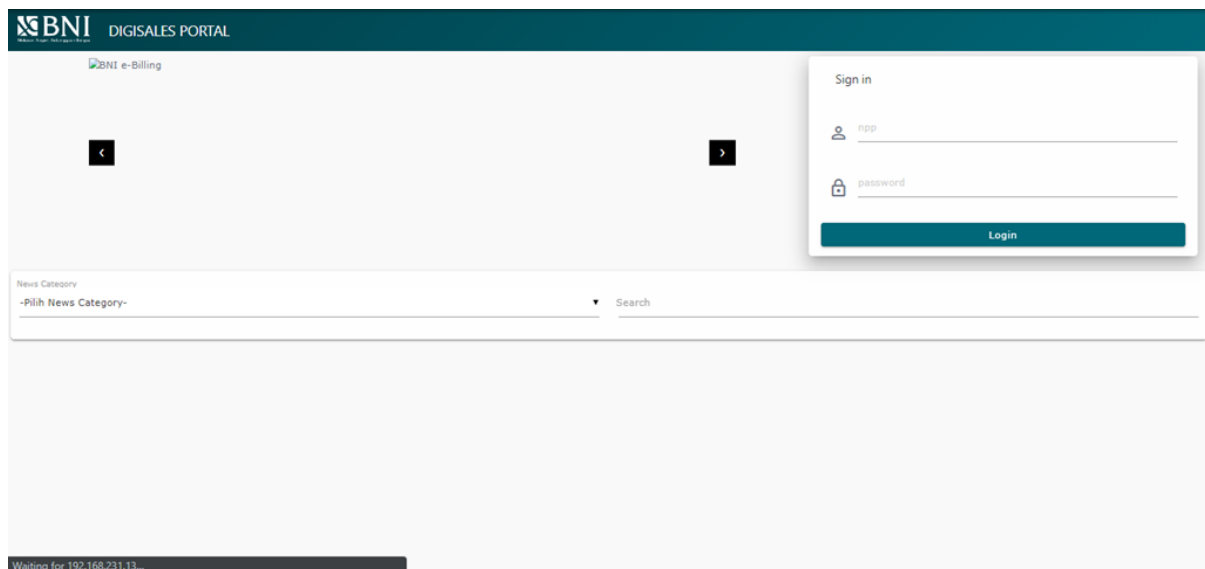 BNI DIGISALES PORTAL
BNI e-Billing
Sign in
npp
password
Login
News Category
-Pilih News Category-
Search
Waiting for 192.168.231.13...